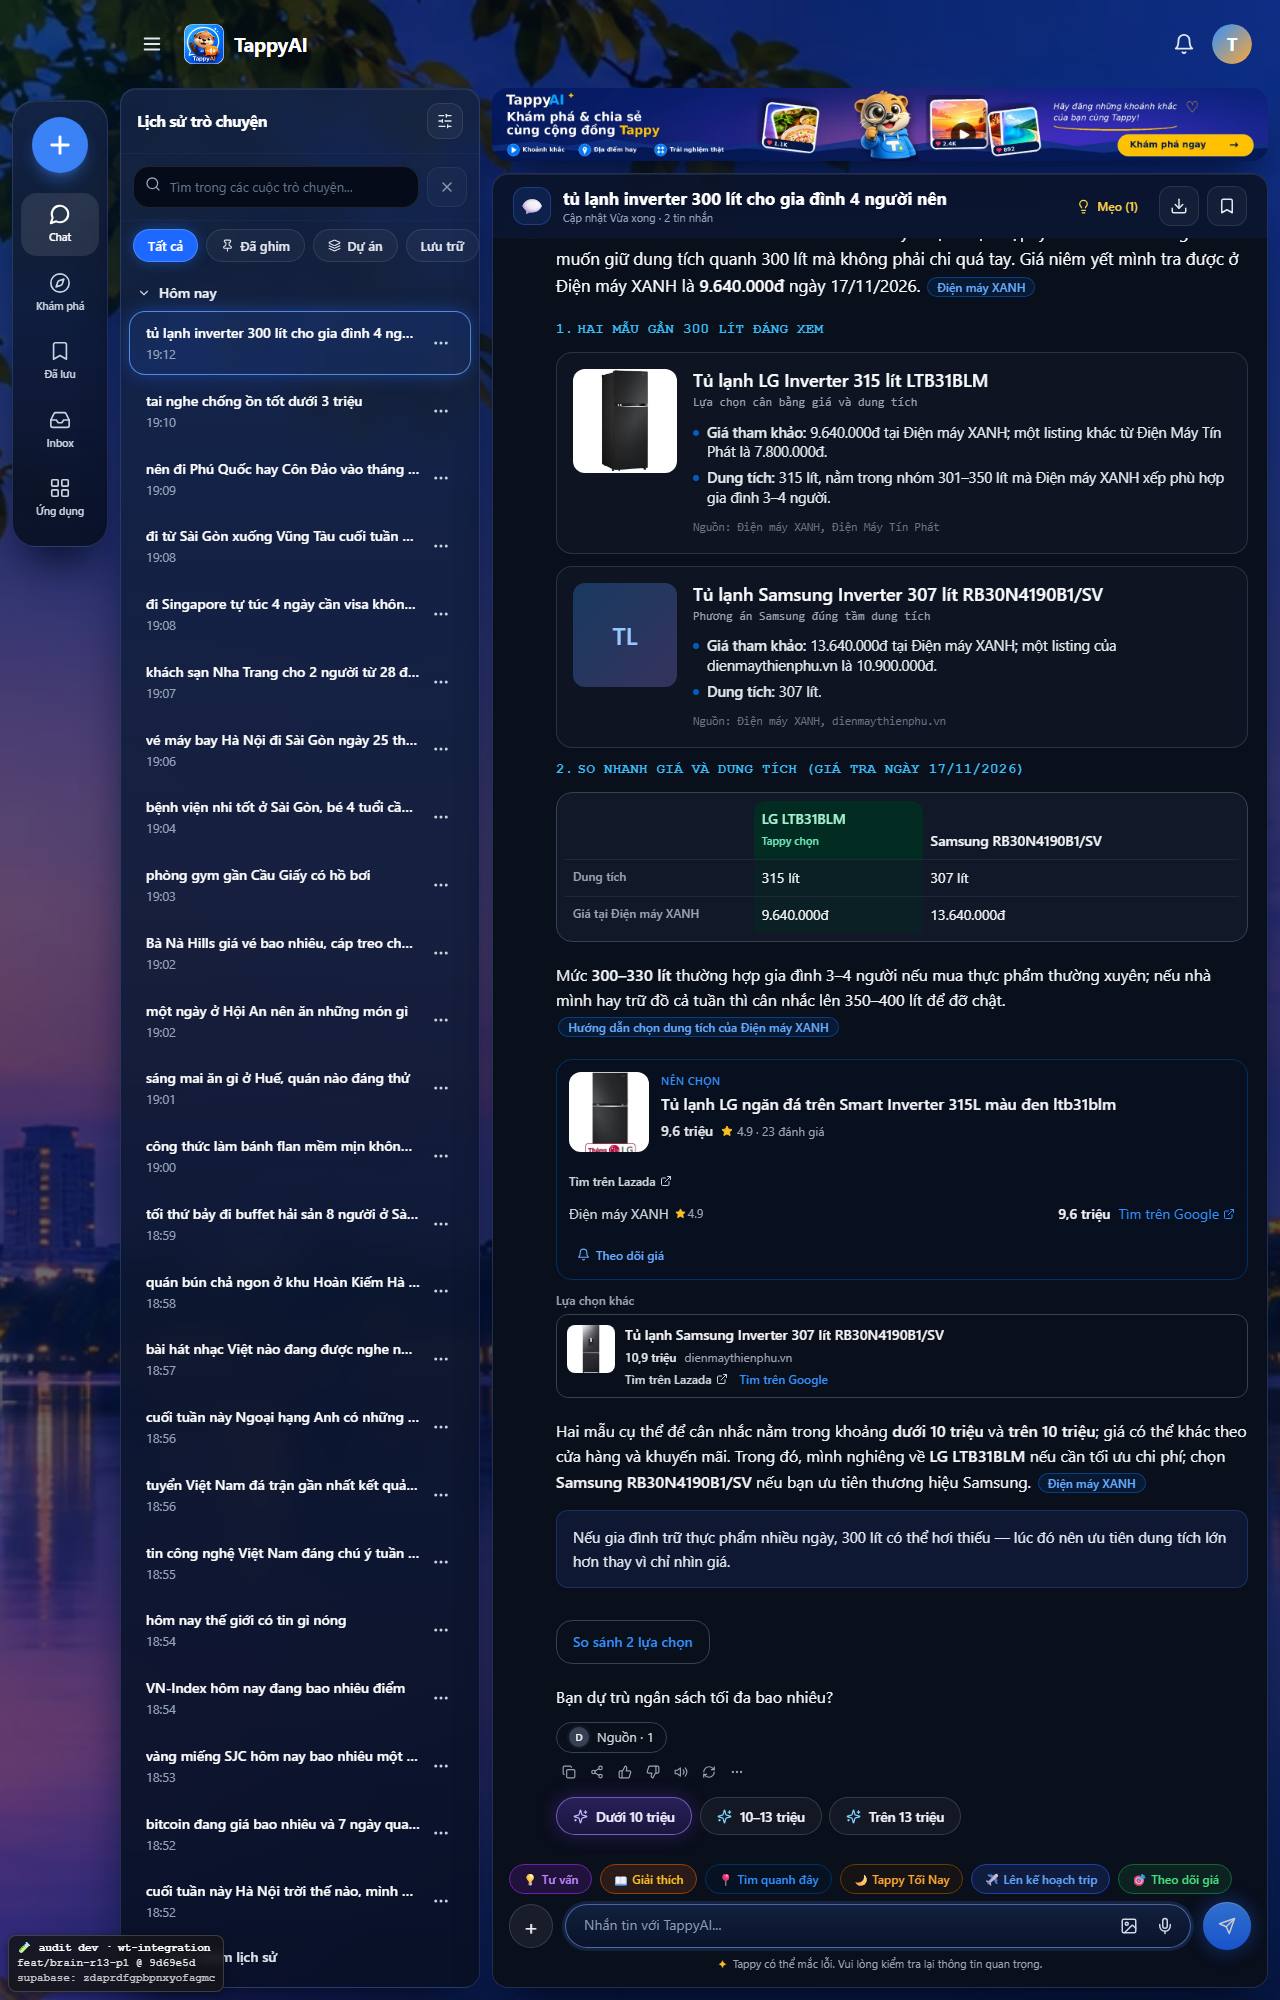 TappyAI
T
+
Chat
Khám phá
Đã lưu
Inbox
Ứng dụng
Lịch sử trò chuyện
Tìm trong các cuộc trò chuyện...
Tất cả
Đã ghim
Dự án
Lưu trữ
Hôm nay
tủ lạnh inverter 300 lít cho gia đình 4 ng...
19:12
tai nghe chống ồn tốt dưới 3 triệu
19:10
nên đi Phú Quốc hay Côn Đảo vào tháng ...
19:09
đi từ Sài Gòn xuống Vũng Tàu cuối tuần ...
19:08
đi Singapore tự túc 4 ngày cần visa khôn...
19:08
khách sạn Nha Trang cho 2 người từ 28 đ...
19:07
vé máy bay Hà Nội đi Sài Gòn ngày 25 th...
19:06
bệnh viện nhi tốt ở Sài Gòn, bé 4 tuổi cầ...
19:04
phòng gym gần Cầu Giấy có hồ bơi
19:03
Bà Nà Hills giá vé bao nhiêu, cáp treo ch...
19:02
một ngày ở Hội An nên ăn những món gì
19:02
sáng mai ăn gì ở Huế, quán nào đáng thử
19:01
công thức làm bánh flan mềm mịn khôn...
19:00
tối thứ bảy đi buffet hải sản 8 người ở Sà...
18:59
quán bún chả ngon ở khu Hoàn Kiếm Hà ...
18:58
bài hát nhạc Việt nào đang được nghe n...
18:57
cuối tuần này Ngoại hạng Anh có những ...
18:56
tuyển Việt Nam đá trận gần nhất kết quả...
18:56
tin công nghệ Việt Nam đáng chú ý tuần ...
18:55
hôm nay thế giới có tin gì nóng
18:54
VN-Index hôm nay đang bao nhiêu điểm
18:54
vàng miếng SJC hôm nay bao nhiêu một ...
18:53
bitcoin đang giá bao nhiêu và 7 ngày qua...
18:52
cuối tuần này Hà Nội trời thế nào, mình ...
18:52
lịch sử
audit dev · wt-integration
feat/brain-r13-p1 @ 9d69e5d
supabase: zdaprdfgpbpnxyofagmc
TappyAI
Khám phá & chia sẻ
cùng cộng đồng Tappy
Khoảnh khắc
Địa điểm hay
Trải nghiệm thật
1.1K
2.4K
892
Hãy đăng những khoảnh khắc
của bạn cùng Tappy!
Khám phá ngay →
tủ lạnh inverter 300 lít cho gia đình 4 người nên
Cập nhật Vừa xong · 2 tin nhắn
Mẹo (1)
muốn giữ dung tích quanh 300 lít mà không phải chi quá tay. Giá niêm yết mình tra được ở
Điện máy XANH là 9.640.000đ ngày 17/11/2026. Điện máy XANH
1. HAI MẪU GẦN 300 LÍT ĐÁNG XEM
Tủ lạnh LG Inverter 315 lít LTB31BLM
Lựa chọn cân bằng giá và dung tích
Giá tham khảo: 9.640.000đ tại Điện máy XANH; một listing khác từ Điện Máy Tín
Phát là 7.800.000đ.
Dung tích: 315 lít, nằm trong nhóm 301–350 lít mà Điện máy XANH xếp phù hợp
gia đình 3–4 người.
Nguồn: Điện máy XANH, Điện Máy Tín Phát
TL
Tủ lạnh Samsung Inverter 307 lít RB30N4190B1/SV
Phương án Samsung đúng tầm dung tích
Giá tham khảo: 13.640.000đ tại Điện máy XANH; một listing của
dienmaythienphu.vn là 10.900.000đ.
Dung tích: 307 lít.
Nguồn: Điện máy XANH, dienmaythienphu.vn
2. SO NHANH GIÁ VÀ DUNG TÍCH (GIÁ TRA NGÀY 17/11/2026)
LG LTB31BLM
Tappy chọn
Samsung RB30N4190B1/SV
Dung tích 315 lít 307 lít
Giá tại Điện máy XANH 9.640.000đ 13.640.000đ
Mức 300–330 lít thường hợp gia đình 3–4 người nếu mua thực phẩm thường xuyên; nếu nhà
mình hay trữ đồ cả tuần thì cân nhắc lên 350–400 lít để đỡ chật.
Hướng dẫn chọn dung tích của Điện máy XANH
NÊN CHỌN
Tủ lạnh LG ngăn đá trên Smart Inverter 315L màu đen ltb31blm
9,6 triệu 4.9 · 23 đánh giá
Tìm trên Lazada
Điện máy XANH 4.9
9,6 triệu Tìm trên Google
Theo dõi giá
Lựa chọn khác
Tủ lạnh Samsung Inverter 307 lít RB30N4190B1/SV
10,9 triệu dienmaythienphu.vn
Tìm trên Lazada Tìm trên Google
Hai mẫu cụ thể để cân nhắc nằm trong khoảng dưới 10 triệu và trên 10 triệu; giá có thể khác theo
cửa hàng và khuyến mãi. Trong đó, mình nghiêng về LG LTB31BLM nếu cần tối ưu chi phí; chọn
Samsung RB30N4190B1/SV nếu bạn ưu tiên thương hiệu Samsung. Điện máy XANH
Nếu gia đình trữ thực phẩm nhiều ngày, 300 lít có thể hơi thiếu — lúc đó nên ưu tiên dung tích lớn
hơn thay vì chỉ nhìn giá.
So sánh 2 lựa chọn
Bạn dự trù ngân sách tối đa bao nhiêu?
D Nguồn · 1
Dưới 10 triệu
10–13 triệu
Trên 13 triệu
Tư vấn
Giải thích
Tìm quanh đây
Tappy Tối Nay
Lên kế hoạch trip
Theo dõi giá
Nhắn tin với TappyAI...
Tappy có thể mắc lỗi. Vui lòng kiểm tra lại thông tin quan trọng.